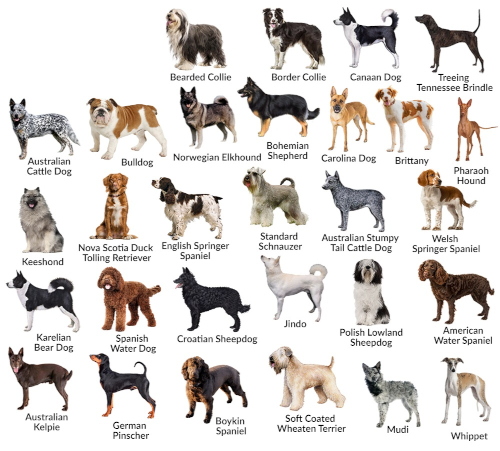 Bearded Collie
Border Collie
Canaan Dog
Treeing
Tennessee Brindle
Australian
Cattle Dog
Bulldog
Norwegian Elkhound
Bohemian
Shepherd
Carolina Dog
Brittany
Pharaoh
Hound
Keeshond
Nova Scotia Duck
Tolling Retriever
English Springer
Spaniel
Standard
Schnauzer
Australian Stumpy
Tail Cattle Dog
Welsh
Springer Spaniel
Karelian
Bear Dog
Spanish
Water Dog
Croatian Sheepdog
Jindo
Polish Lowland
Sheepdog
American
Water Spaniel
Australian
Kelpie
German
Pinscher
Boykin
Spaniel
Soft Coated
Wheaten Terrier
Mudi
Whippet